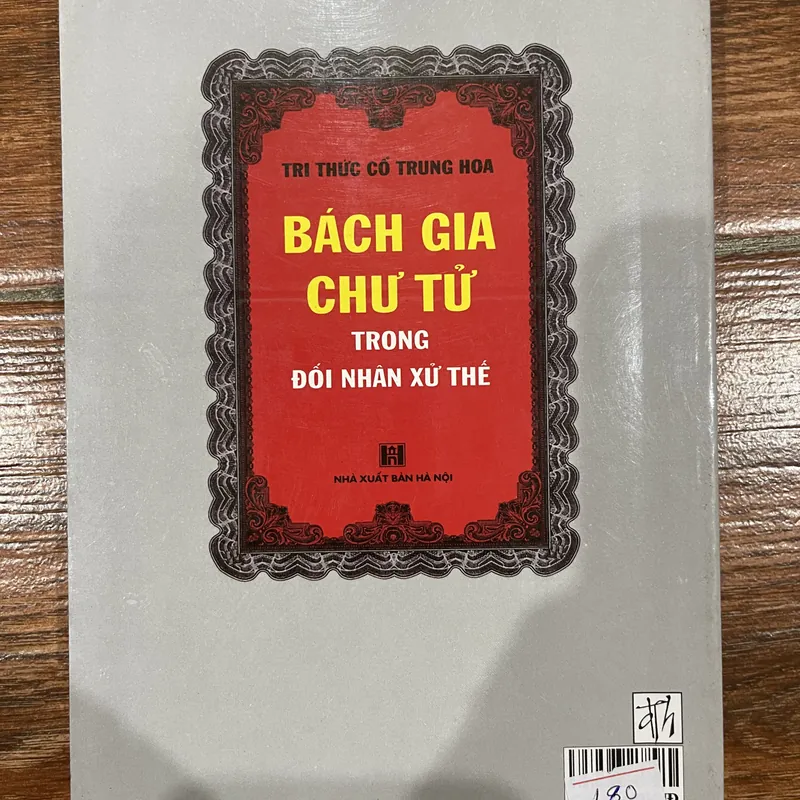 TRI THỨC CỔ TRUNG HOA
BÁCH GIA
CHƯ TỬ
TRONG
ĐỐI NHÂN XỬ THẾ
NHÀ XUẤT BẢN HÀ NỘI
180